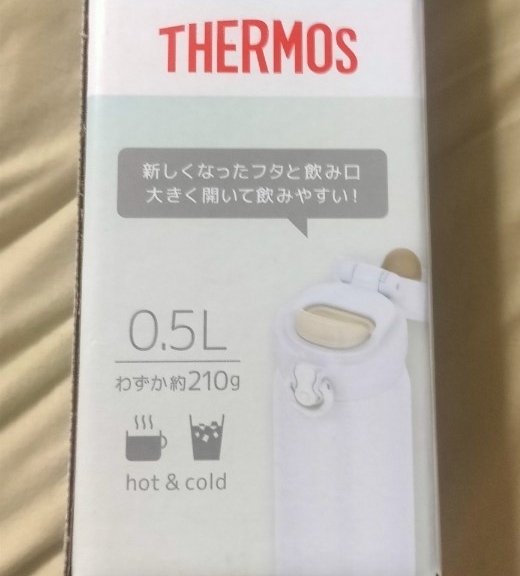 THERMOS
新しくなったフタと飲み口
大きく開いて飲みやすい!
0.5L
わずか約210g
hot & cold